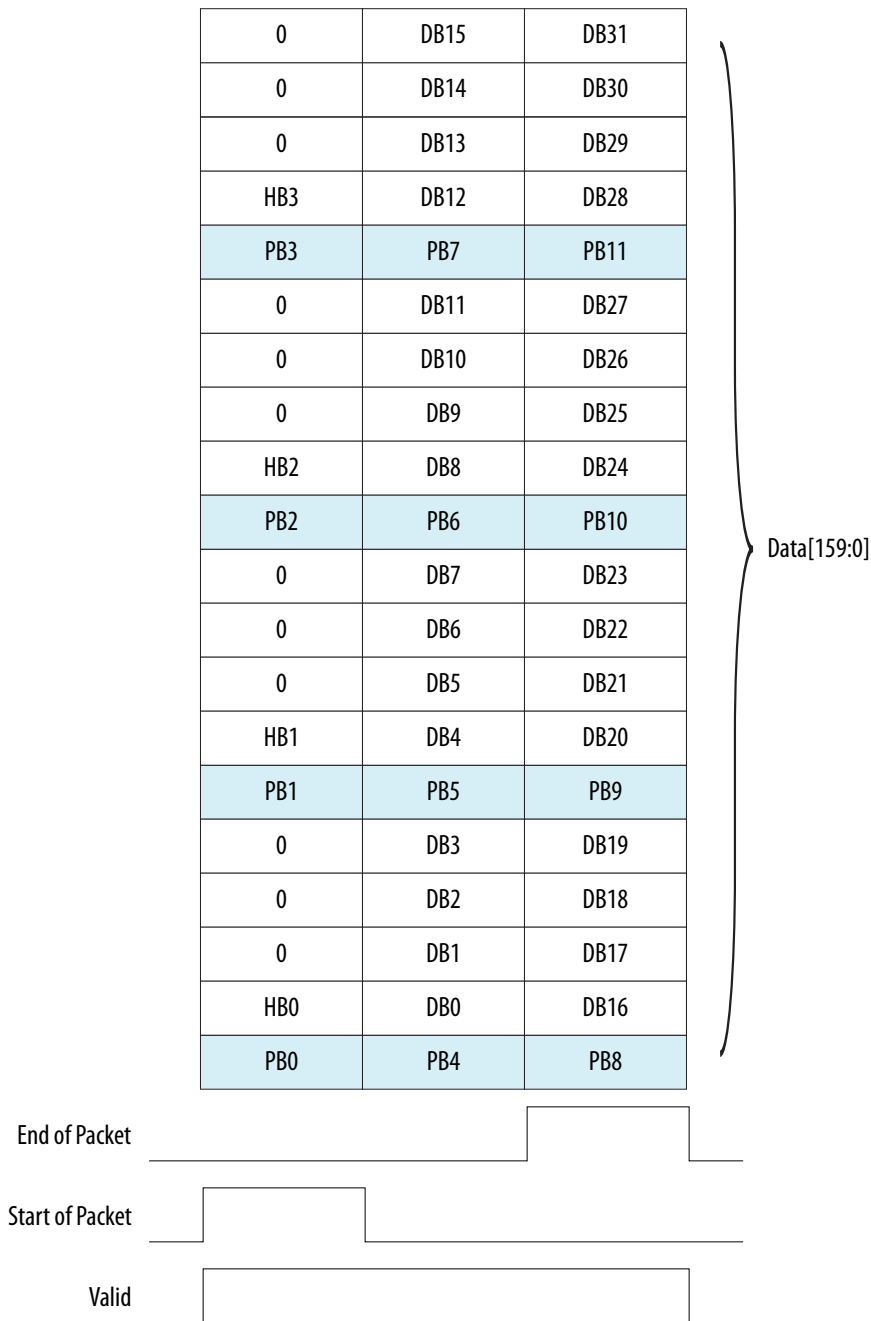 0 DB15 DB31
0 DB14 DB30
0 DB13 DB29
HB3 DB12 DB28
PB3 PB7 PB11
0 DB11 DB27
0 DB10 DB26
0 DB9 DB25
HB2 DB8 DB24
PB2 PB6 PB10
Data[159:0]
0 DB7 DB23
0 DB6 DB22
0 DB5 DB21
HB1 DB4 DB20
PB1 PB5 PB9
0 DB3 DB19
0 DB2 DB18
0 DB1 DB17
HB0 DB0 DB16
PB0 PB4 PB8
End of Packet
Start of Packet
Valid